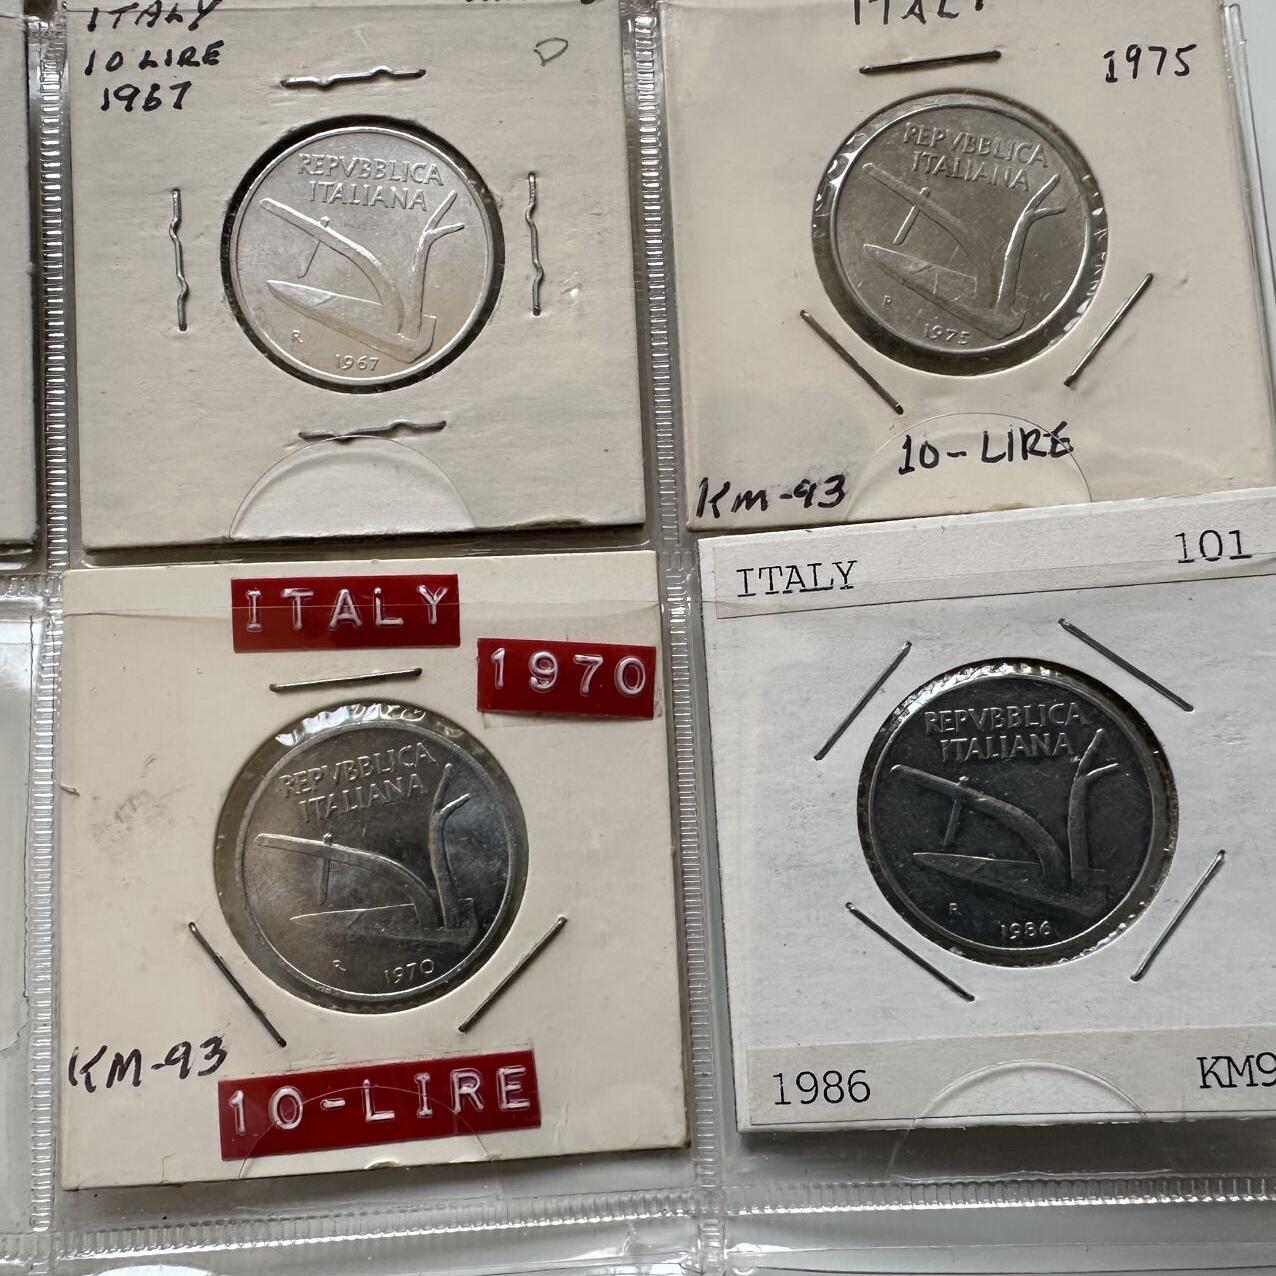 ITALY
10 LIRE
1967
REPVBBLICA
ITALIANA
R
1967
ITALY
1975
REPVBBLICA
ITALIANA
R
1975
10-LIRE
KM-93
ITALY
1970
REPVBBLICA
ITALIANA
R
1970
KM-93
10-LIRE
ITALY 101
REPVBBLICA
ITALIANA
R
1986
1986 KM9